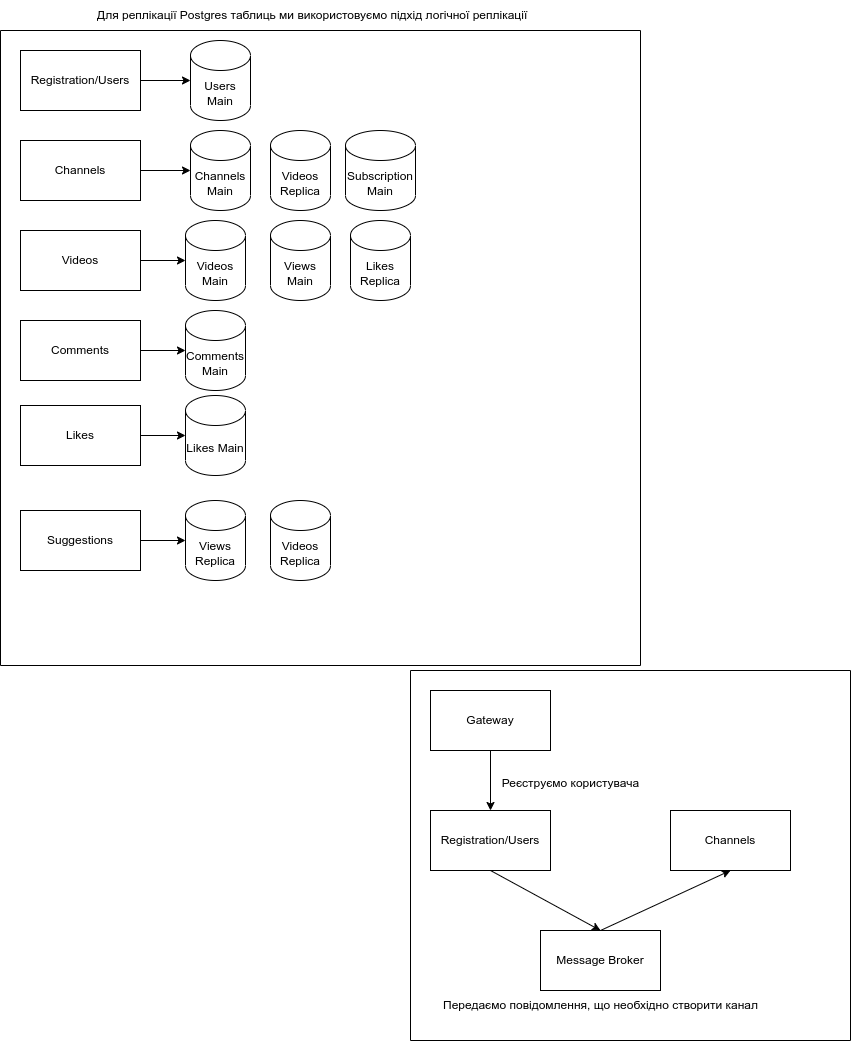 Для реплікації Postgres таблиць ми використовуємо підхід логічної реплікації
Registration/Users
Users
Main
Channels
Channels
Main
Videos
Replica
Subscription
Main
Videos
Videos
Main
Views
Main
Likes
Replica
Comments
Comments
Main
Likes
Likes Main
Suggestions
Views
Replica
Videos
Replica
Gateway
Реєструємо користувача
Registration/Users
Channels
Message Broker
Передаємо повідомлення, що необхідно створити канал